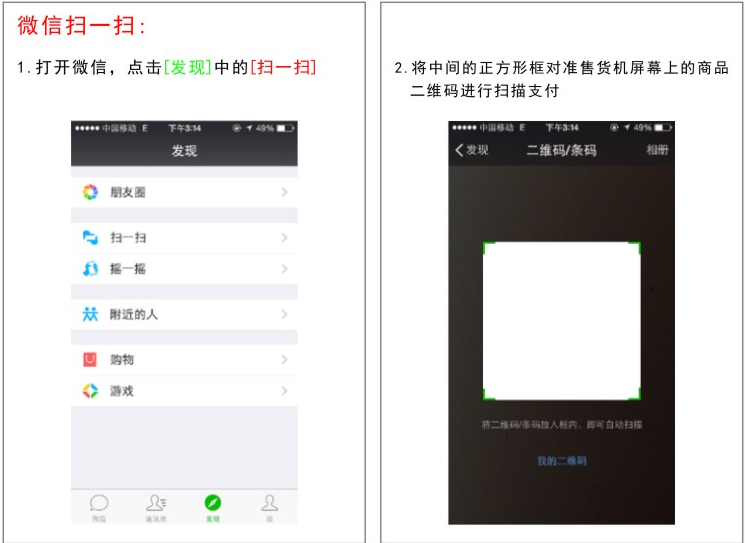 微信扫一扫:
1.打开微信，点击[发现]中的[扫一扫]
中国移动 E 下午3:14 49%
发现
朋友圈
扫一扫
摇一摇
附近的人
购物
游戏
微信 通讯录 发现 我
2.将中间的正方形框对准售货机屏幕上的商品
二维码进行扫描支付
中国移动 E 下午3:14 49%
发现 二维码/条码 相册
将二维码/条码放入框内，即可自动扫描
我的二维码